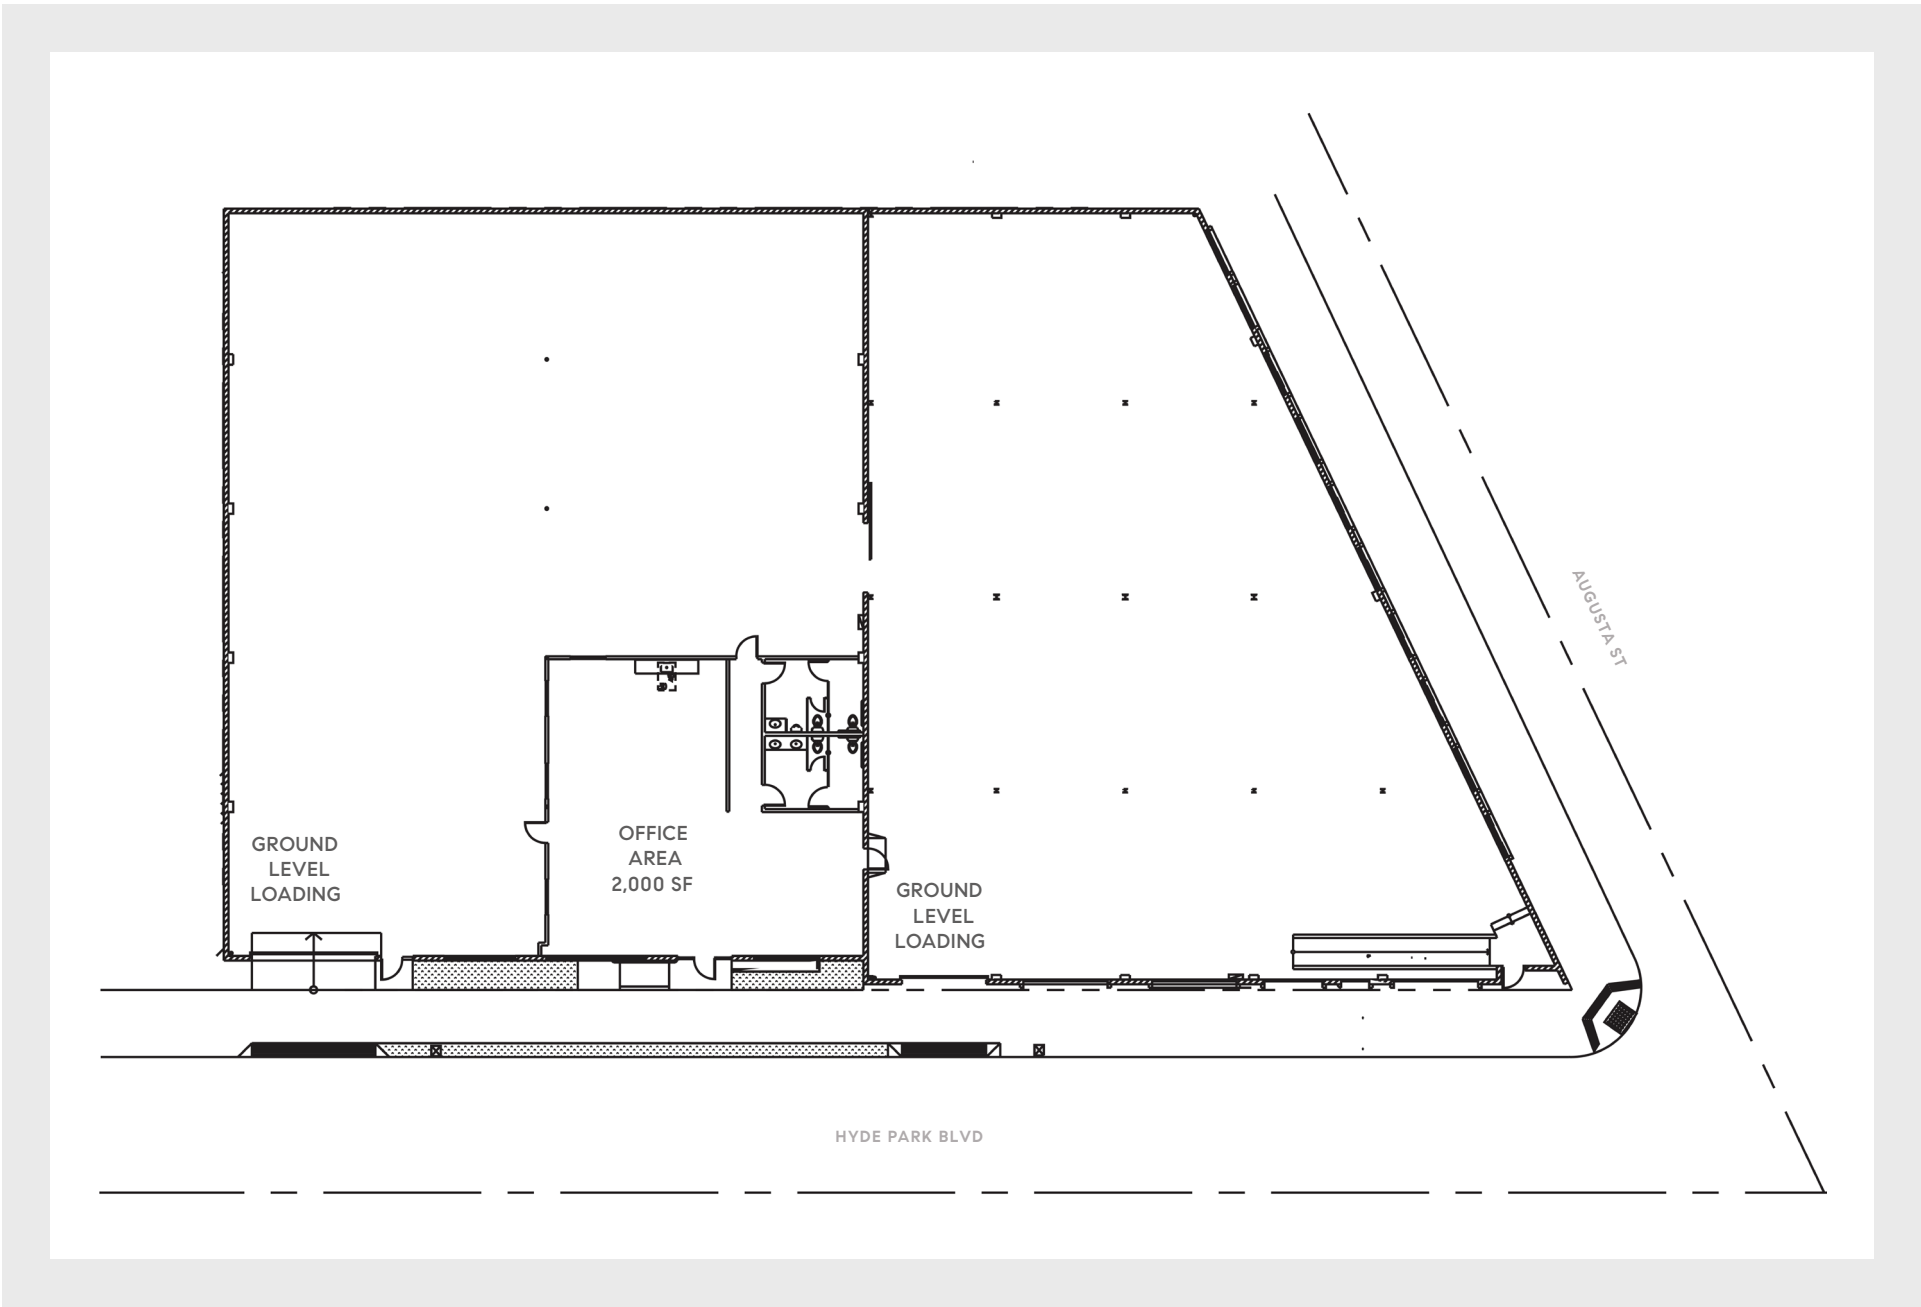 AUGUSTA ST
GROUND
LEVEL
LOADING
OFFICE
AREA
2,000 SF
GROUND
LEVEL
LOADING
HYDE PARK BLVD